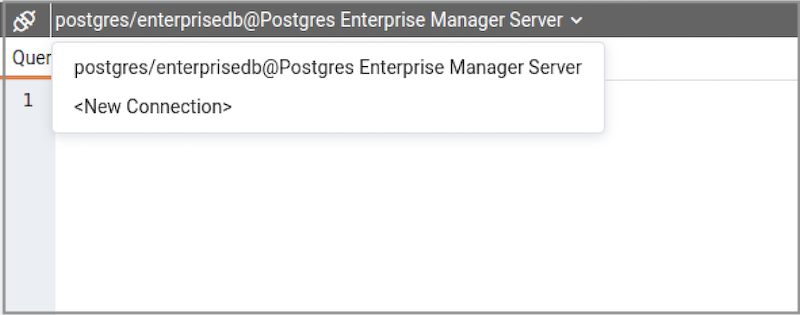 postgres/enterprisedb@Postgres Enterprise Manager Server
Quer
postgres/enterprisedb@Postgres Enterprise Manager Server
<New Connection>
1